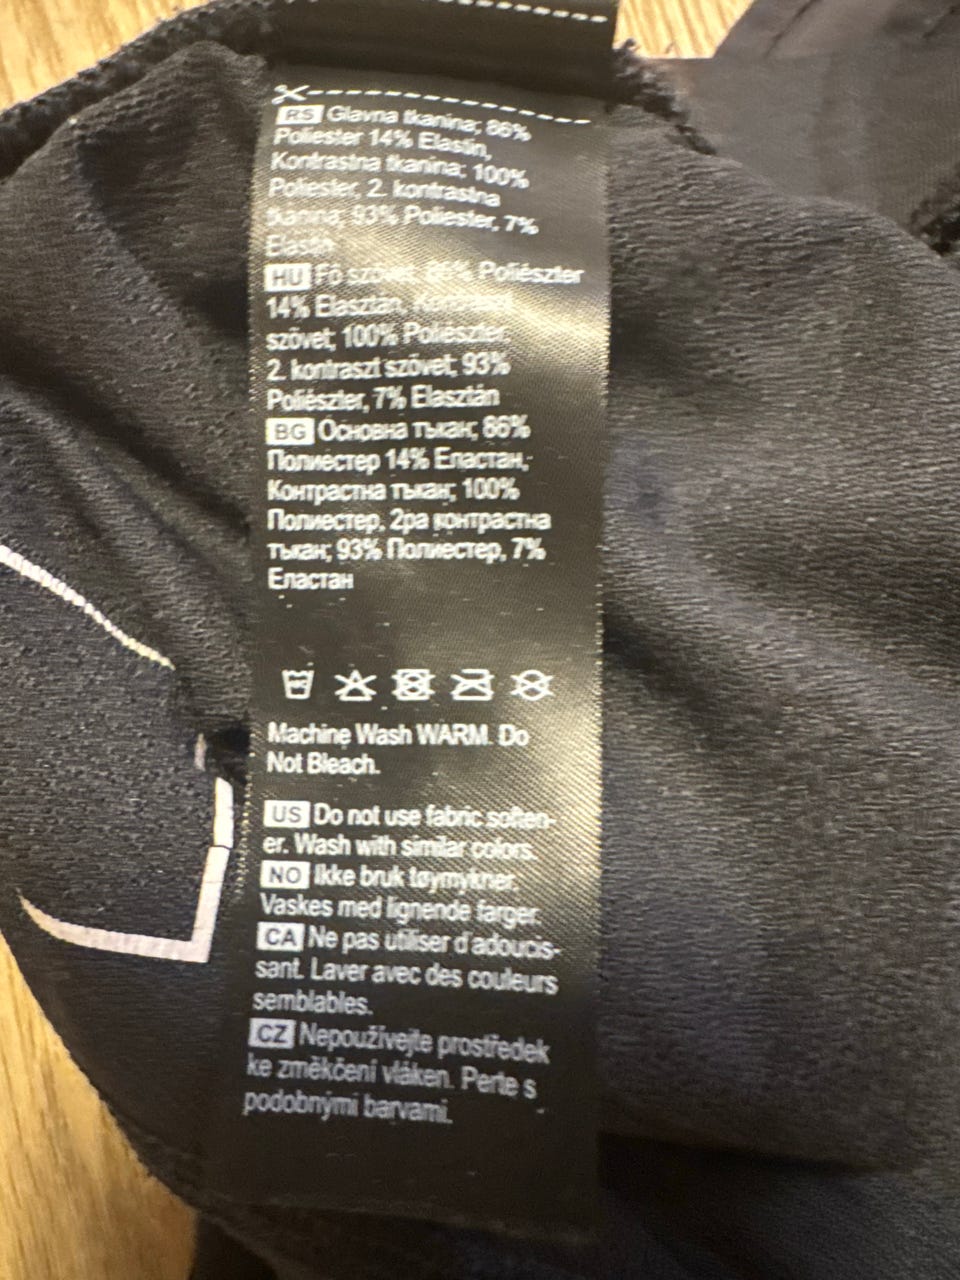 RS Glavna tkanina; 86%
Poliester 14% Elastin,
Kontrastna tkanina; 100%
Poliester, 2. kontrastna
tkanina; 93% Poliester, 7%
Elastin
HU Fő szövet; 86% Poliészter
14% Elasztán, Kontraszt
szövet; 100% Poliészter,
2. kontraszt szövet; 93%
Poliészter, 7% Elasztán
BG Основна тъкан; 86%
Полиестер 14% Еластан,
Контрастна тъкан; 100%
Полиестер, 2ра контрастна
тъкан; 93% Полиестер, 7%
Еластан
Machine Wash WARM. Do
Not Bleach.
US Do not use fabric soften-
er. Wash with similar colors.
NO Ikke bruk tøymykner.
Vaskes med lignende farger.
CA Ne pas utiliser d'adoucis-
sant. Laver avec des couleurs
semblables.
CZ Nepoužívejte prostředek
ke změkčení vláken. Perte s
podobnými barvami.